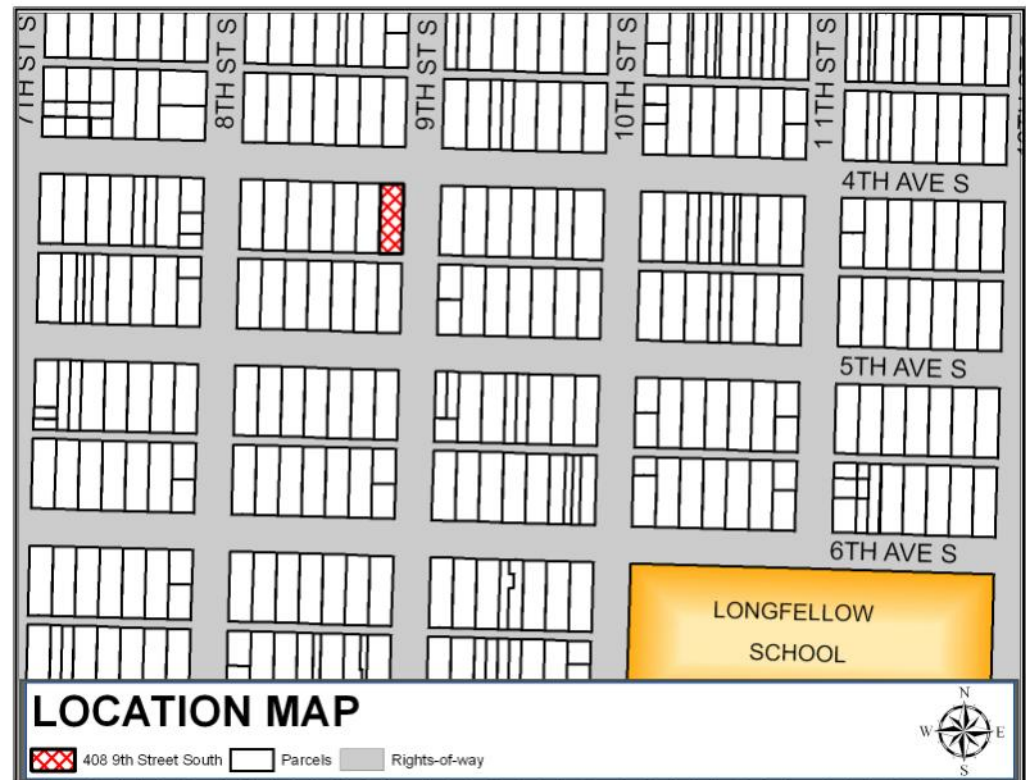 7TH ST S
8TH ST S
9TH ST S
10TH ST S
11TH ST S
4TH AVE S
5TH AVE S
6TH AVE S
LONGFELLOW
SCHOOL
LOCATION MAP
N
W E
S
408 9th Street South Parcels Rights-of-way